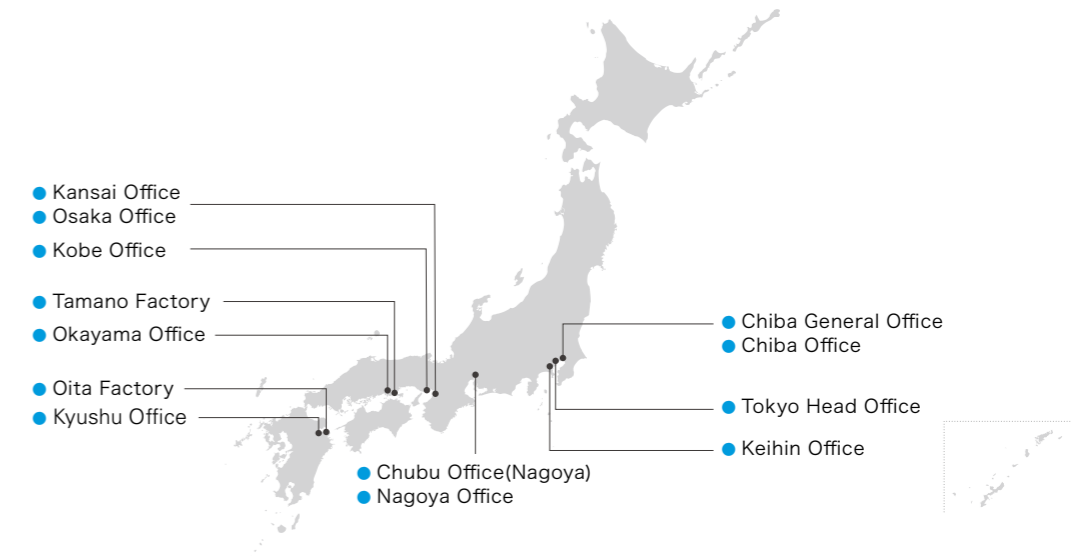 Kansai Office
Osaka Office
Kobe Office
Tamano Factory
Okayama Office
Oita Factory
Kyushu Office
Chubu Office(Nagoya)
Nagoya Office
Chiba General Office
Chiba Office
Tokyo Head Office
Keihin Office